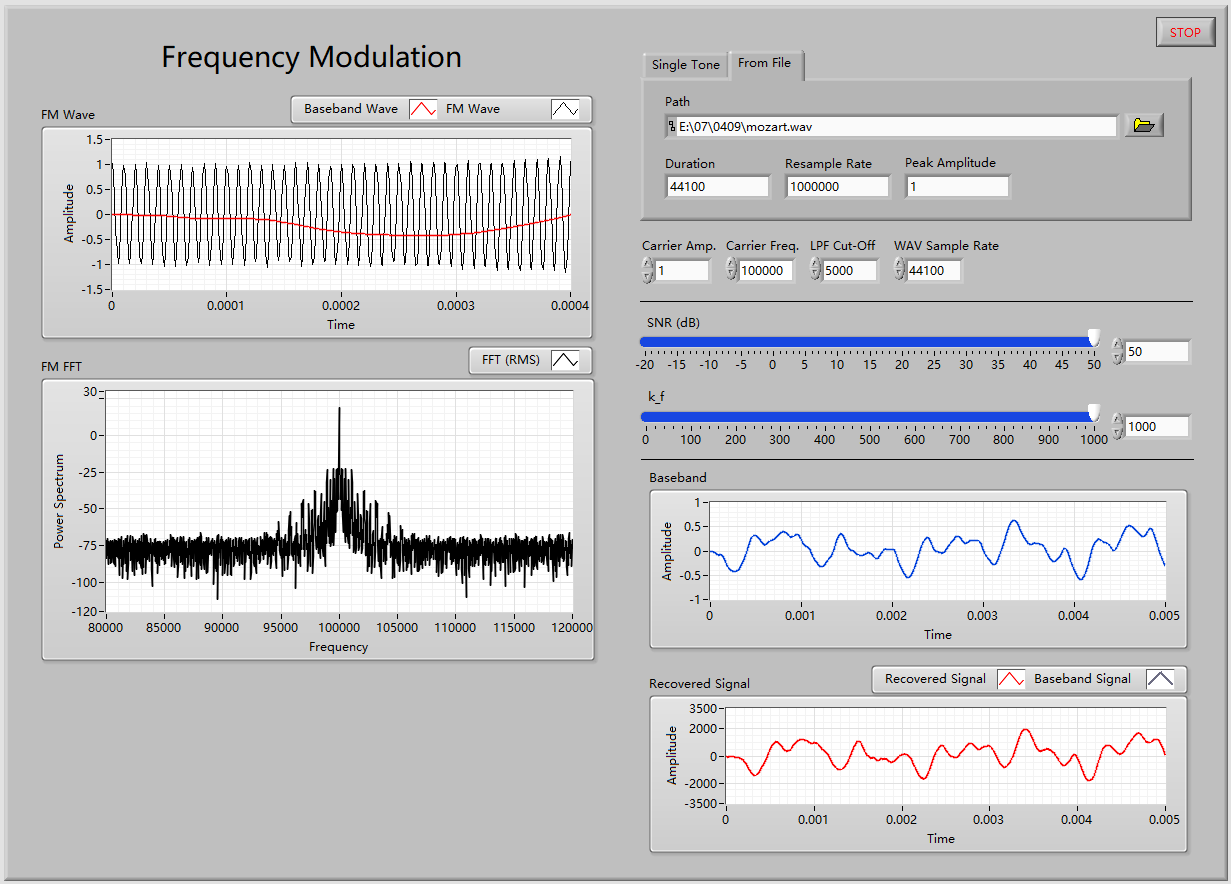 STOP
Frequency Modulation
Single Tone From File
Path
E:\07\0409\mozart.wav
Duration Resample Rate Peak Amplitude
44100 1000000 1
Carrier Amp. Carrier Freq. LPF Cut-Off WAV Sample Rate
1 100000 5000 44100
SNR (dB)
-20 -15 -10 -5 0 5 10 15 20 25 30 35 40 45 50
50
k_f
0 100 200 300 400 500 600 700 800 900 1000
1000
FM Wave
Baseband Wave FM Wave
Amplitude
1.5
1
0.5
0
-0.5
-1
-1.5
0 0.0001 0.0002 0.0003 0.0004
Time
FM FFT
FFT (RMS)
Power Spectrum
30
0
-25
-50
-75
-100
-120
80000 85000 90000 95000 100000 105000 110000 115000 120000
Frequency
Baseband
Amplitude
1
0.5
0
-0.5
-1
0 0.001 0.002 0.003 0.004 0.005
Time
Recovered Signal
Recovered Signal Baseband Signal
Amplitude
3500
2000
0
-2000
-3500
0 0.001 0.002 0.003 0.004 0.005
Time